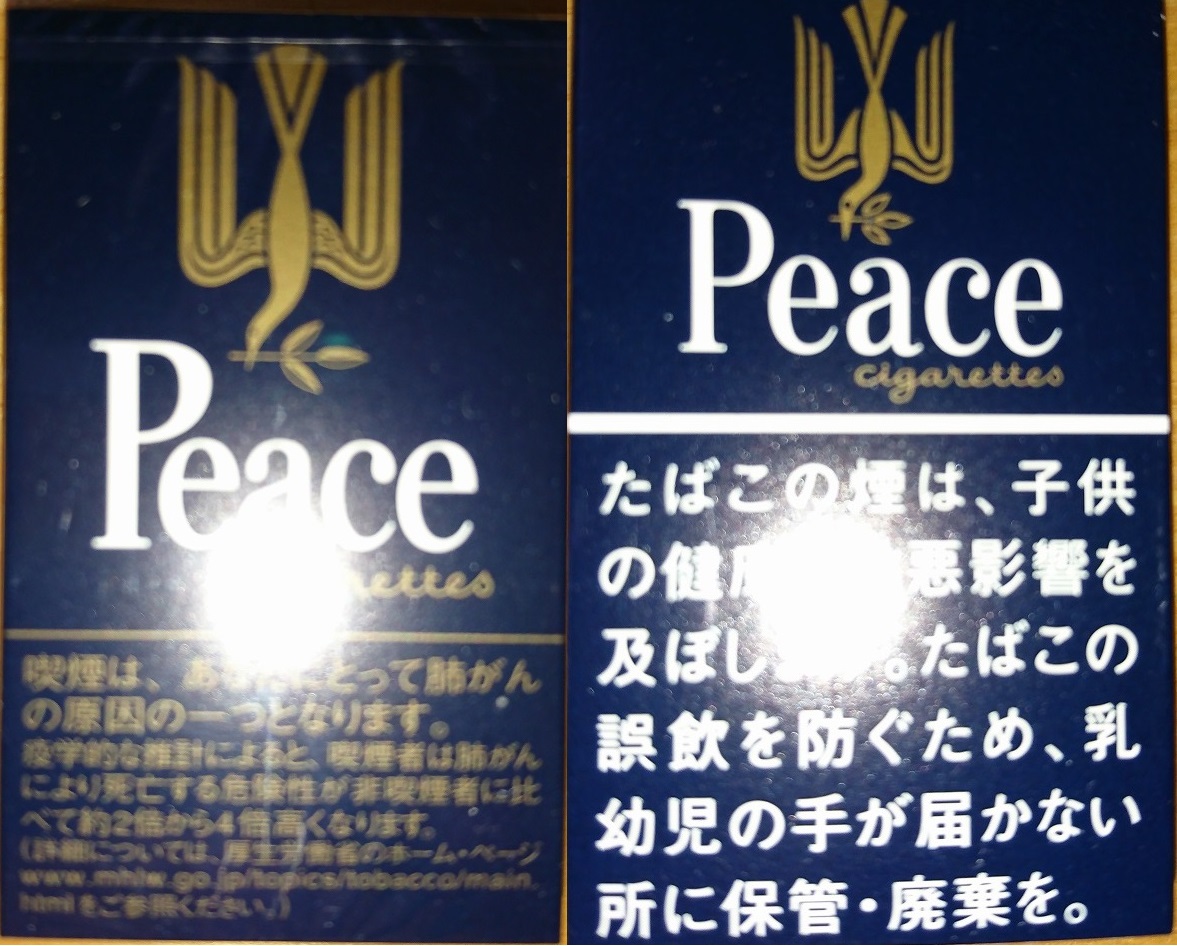 Peace
rettes
喫煙は、あ とって肺がん
の原因の一つとなります。
疫学的な推計によると、喫煙者は肺がん
により死亡する危険性が非喫煙者に比
べて約2倍から4倍高くなります。
(詳細については、厚生労働省のホーム・ページ
www.mhlw.go.jp/topics/tobacco/main.
htmlをご参照ください。)
Peace
cigarettes
たばこの煙は、子供
の健 悪影響を
及ぼし 。たばこの
誤飲を防ぐため、乳
幼児の手が届かない
所に保管・廃棄を。